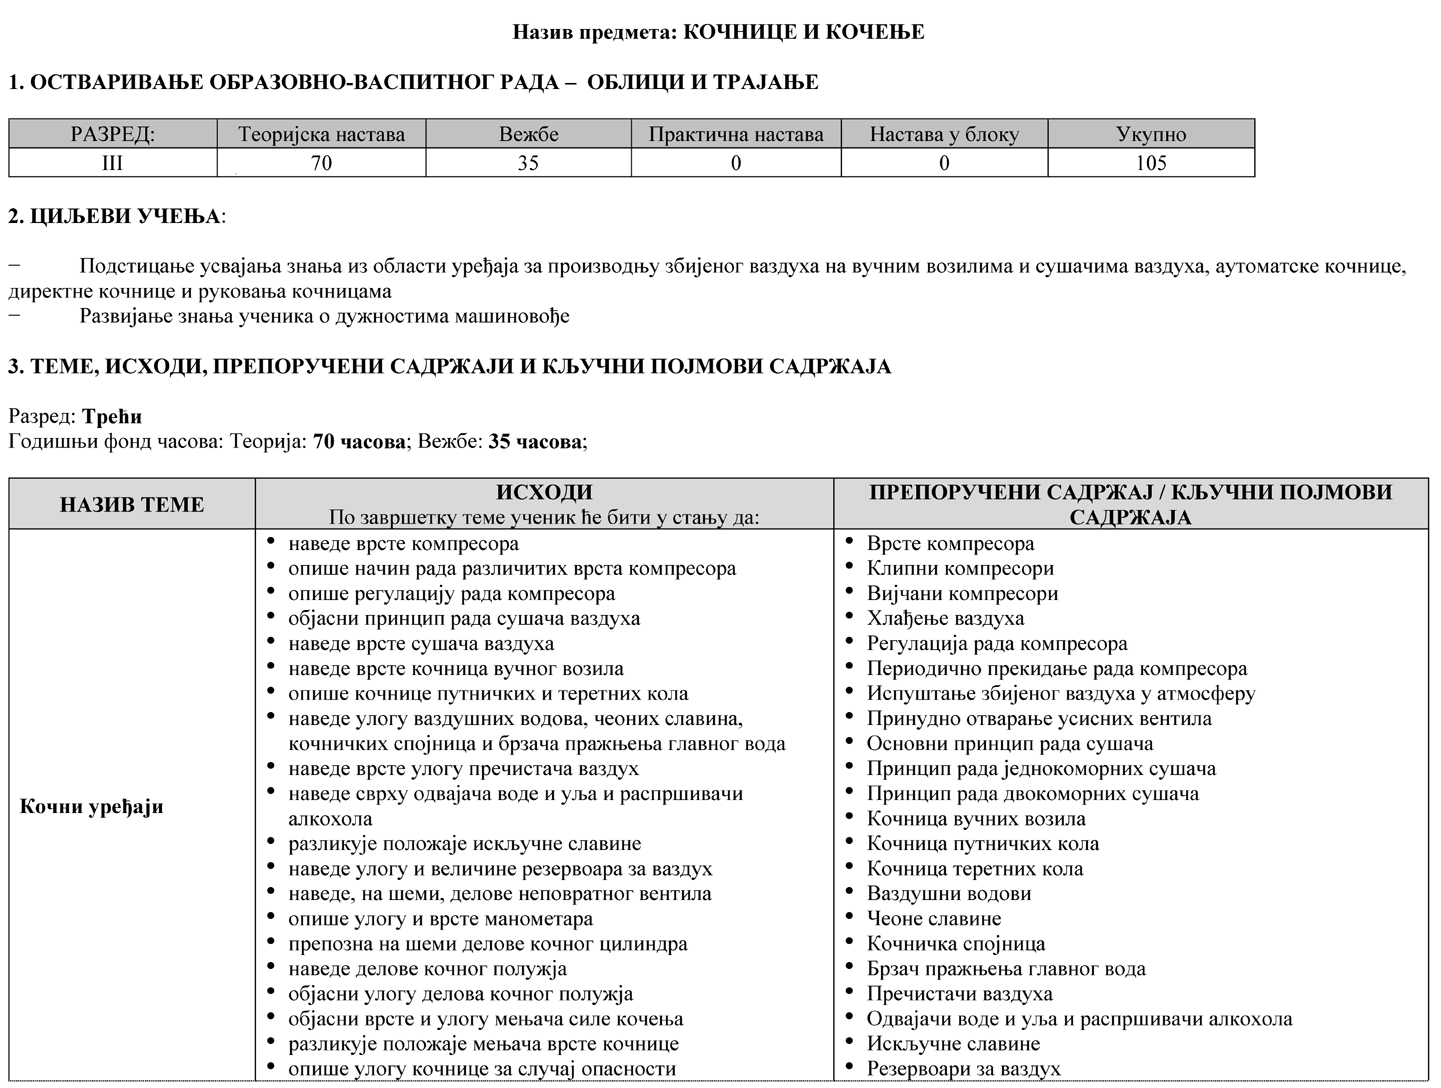 Назив предмета: КОЧНИЦЕ И КОЧЕЊЕ
1. ОСТВАРИВАЊЕ ОБРАЗОВНО-ВАСПИТНОГ РАДА – ОБЛИЦИ И ТРАЈАЊЕ
РАЗРЕД: Теоријска настава Вежбе Практична настава Настава у блоку Укупно
III 70 35 0 0 105
2. ЦИЉЕВИ УЧЕЊА:
− Подстицање усвајања знања из области уређаја за производњу збијеног ваздуха на вучним возилима и сушачима ваздуха, аутоматске кочнице,
директне кочнице и руковања кочницама
− Развијање знања ученика о дужностима машиновође
3. ТЕМЕ, ИСХОДИ, ПРЕПОРУЧЕНИ САДРЖАЈИ И КЉУЧНИ ПОЈМОВИ САДРЖАЈА
Разред: Трећи
Годишњи фонд часова: Теорија: 70 часова; Вежбе: 35 часова;
НАЗИВ ТЕМЕ
ИСХОДИ
По завршетку теме ученик ће бити у стању да:
ПРЕПОРУЧЕНИ САДРЖАЈ / КЉУЧНИ ПОЈМОВИ
САДРЖАЈА
Кочни уређаји
• наведе врсте компресора
• опише начин рада различитих врста компресора
• опише регулацију рада компресора
• објасни принцип рада сушача ваздуха
• наведе врсте сушача ваздуха
• наведе врсте кочница вучног возила
• опише кочнице путничких и теретних кола
• наведе улогу ваздушних водова, чеоних славина,
кочничких спојница и брзача пражњења главног вода
• наведе врсте улогу пречистача ваздух
• наведе сврху одвајача воде и уља и распршивачи
алкохола
• разликује положаје искључне славине
• наведе улогу и величине резервоара за ваздух
• наведе, на шеми, делове неповратног вентила
• опише улогу и врсте манометара
• препозна на шеми делове кочног цилиндра
• наведе делове кочног полужја
• објасни улогу делова кочног полужја
• објасни врсте и улогу мењача силе кочења
• разликује положаје мењача врсте кочнице
• опише улогу кочнице за случај опасности
• Врсте компресора
• Клипни компресори
• Вијчани компресори
• Хлађење ваздуха
• Регулација рада компресора
• Периодично прекидање рада компресора
• Испуштање збијеног ваздуха у атмосферу
• Принудно отварање усисних вентила
• Основни принцип рада сушача
• Принцип рада једнокоморних сушача
• Принцип рада двокоморних сушача
• Кочница вучних возила
• Кочница путничких кола
• Кочница теретних кола
• Ваздушни водови
• Чеоне славине
• Кочничка спојница
• Брзач пражњења главног вода
• Пречистачи ваздуха
• Одвајачи воде и уља и распршивачи алкохола
• Искључне славине
• Резервоари за ваздух